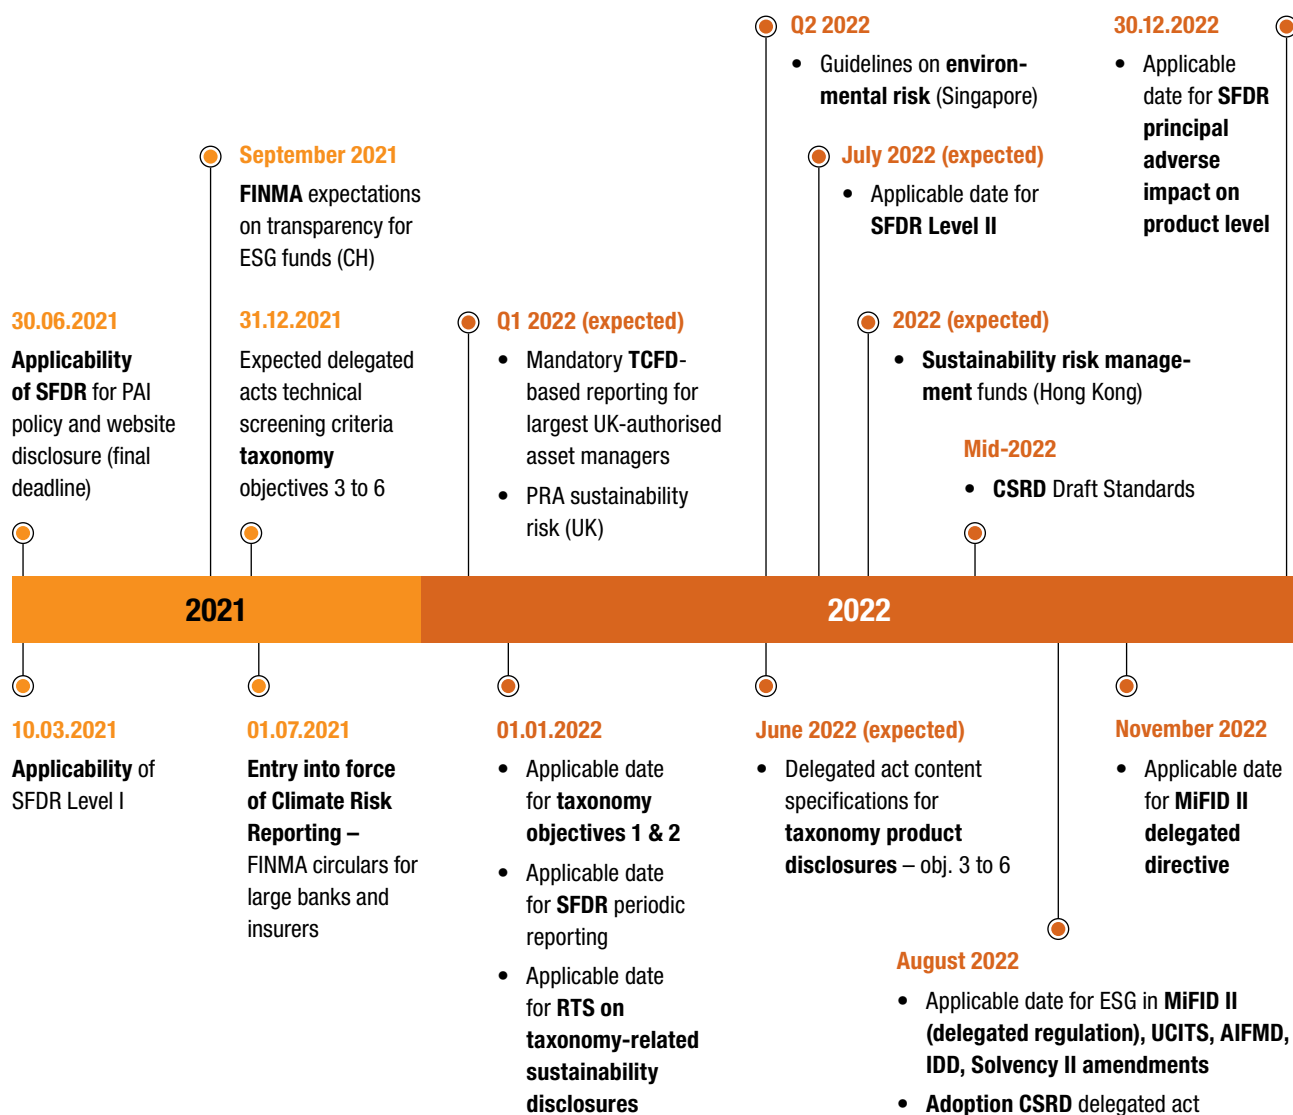 Q2 2022
• Guidelines on environ-
mental risk (Singapore)
30.12.2022
• Applicable
date for SFDR
principal
adverse
impact on
product level
September 2021
FINMA expectations
on transparency for
ESG funds (CH)
July 2022 (expected)
• Applicable date for
SFDR Level II
30.06.2021
Applicability
of SFDR for PAI
policy and website
disclosure (final
deadline)
31.12.2021
Expected delegated
acts technical
screening criteria
taxonomy
objectives 3 to 6
Q1 2022 (expected)
• Mandatory TCFD-
based reporting for
largest UK-authorised
asset managers
• PRA sustainability
risk (UK)
2022 (expected)
• Sustainability risk manage-
ment funds (Hong Kong)
Mid-2022
• CSRD Draft Standards
2021
2022
10.03.2021
Applicability of
SFDR Level I
01.07.2021
Entry into force
of Climate Risk
Reporting –
FINMA circulars for
large banks and
insurers
01.01.2022
• Applicable date
for taxonomy
objectives 1 & 2
• Applicable date
for SFDR periodic
reporting
• Applicable date
for RTS on
taxonomy-related
sustainability
disclosures
June 2022 (expected)
• Delegated act content
specifications for
taxonomy product
disclosures – obj. 3 to 6
November 2022
• Applicable date
for MiFID II
delegated
directive
August 2022
• Applicable date for ESG in MiFID II
(delegated regulation), UCITS, AIFMD,
IDD, Solvency II amendments
• Adoption CSRD delegated act